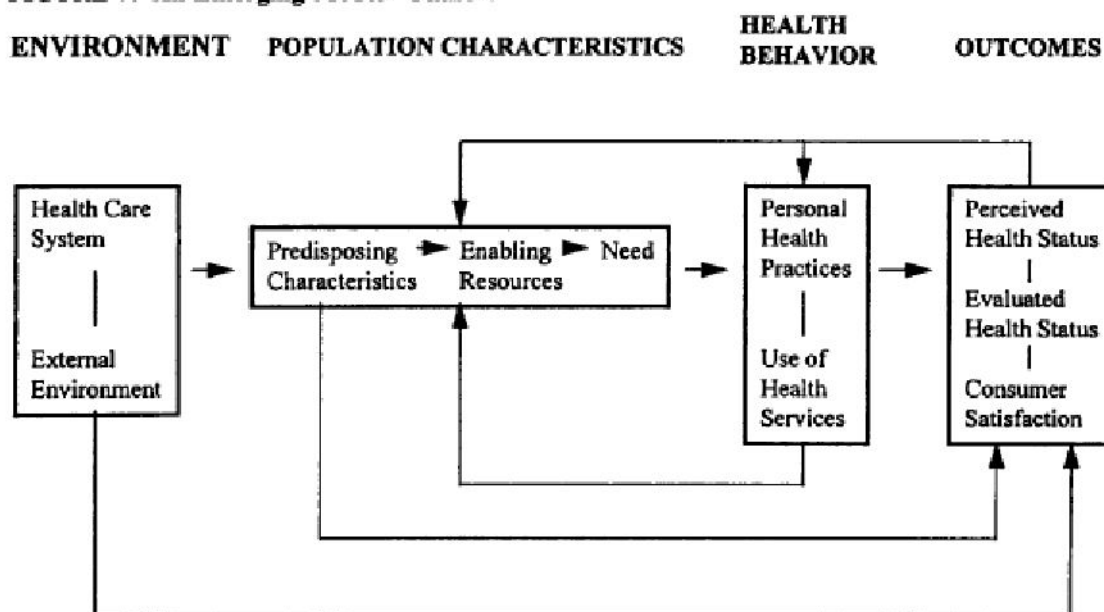 ENVIRONMENT
POPULATION CHARACTERISTICS
HEALTH
BEHAVIOR
OUTCOMES
Health Care
System
External
Environment
Predisposing
Characteristics
Enabling
Resources
Need
Personal
Health
Practices
Use of
Health
Services
Perceived
Health Status
Evaluated
Health Status
Consumer
Satisfaction